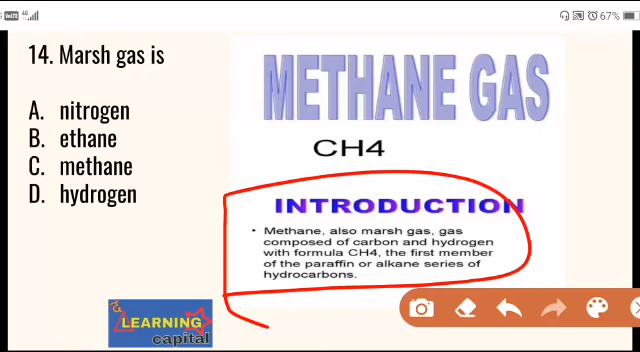 67%
14. Marsh gas is
A. nitrogen
B. ethane
C. methane
D. hydrogen
METHANE GAS
CH4
INTRODUCTION
• Methane, also marsh gas, gas
composed of carbon and hydrogen
with formula CH4, the first member
of the paraffin or alkane series of
hydrocarbons.
LEARNING
capital